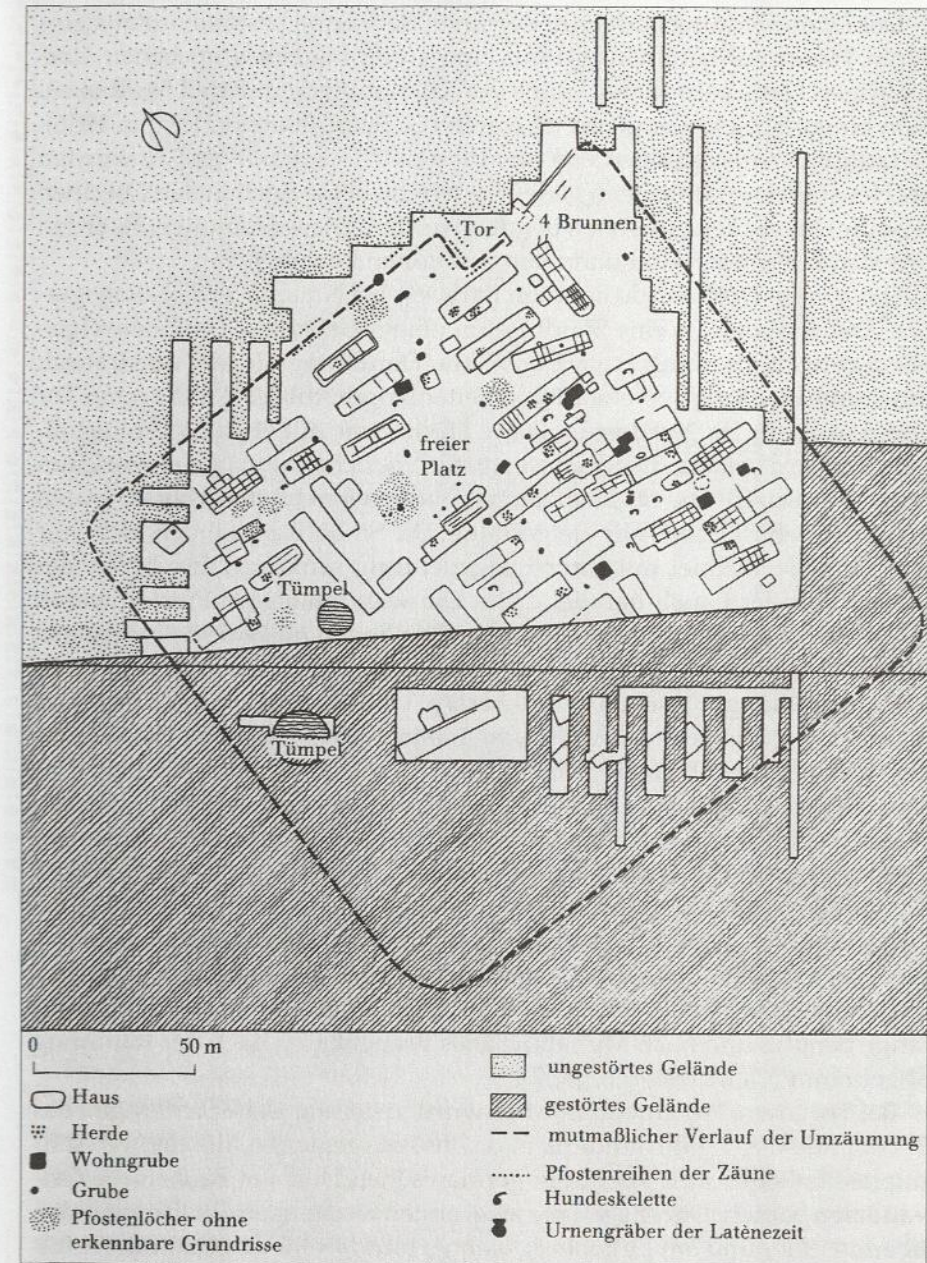 Tor
4 Brunnen
freier
Platz
Tümpel
Tümpel
0 50 m
Haus
Herde
Wohngrube
Grube
Pfostenlöcher ohne
erkennbare Grundrisse
ungestörtes Gelände
gestörtes Gelände
mutmaßlicher Verlauf der Umzäumung
Pfostenreihen der Zäune
Hundeskelette
Urnengräber der Latènezeit